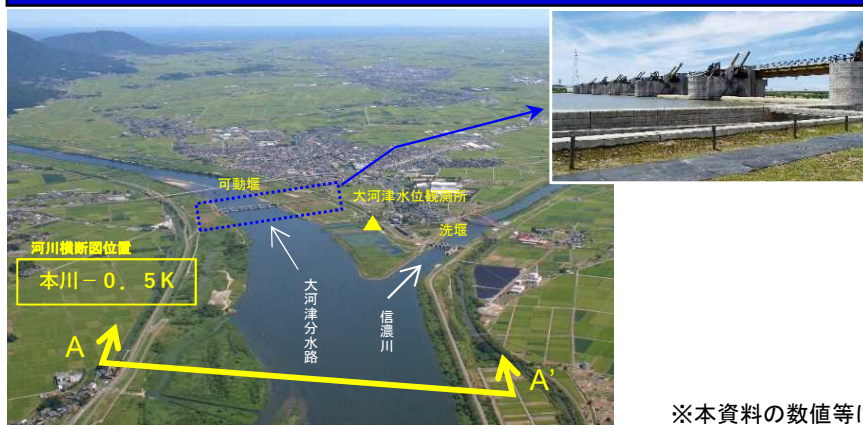 可動堰
大河津水位観測所
洗堰
河川横断図位置
本川-0.5K
大河津分水路
信濃川
A
A'
※本資料の数値等は